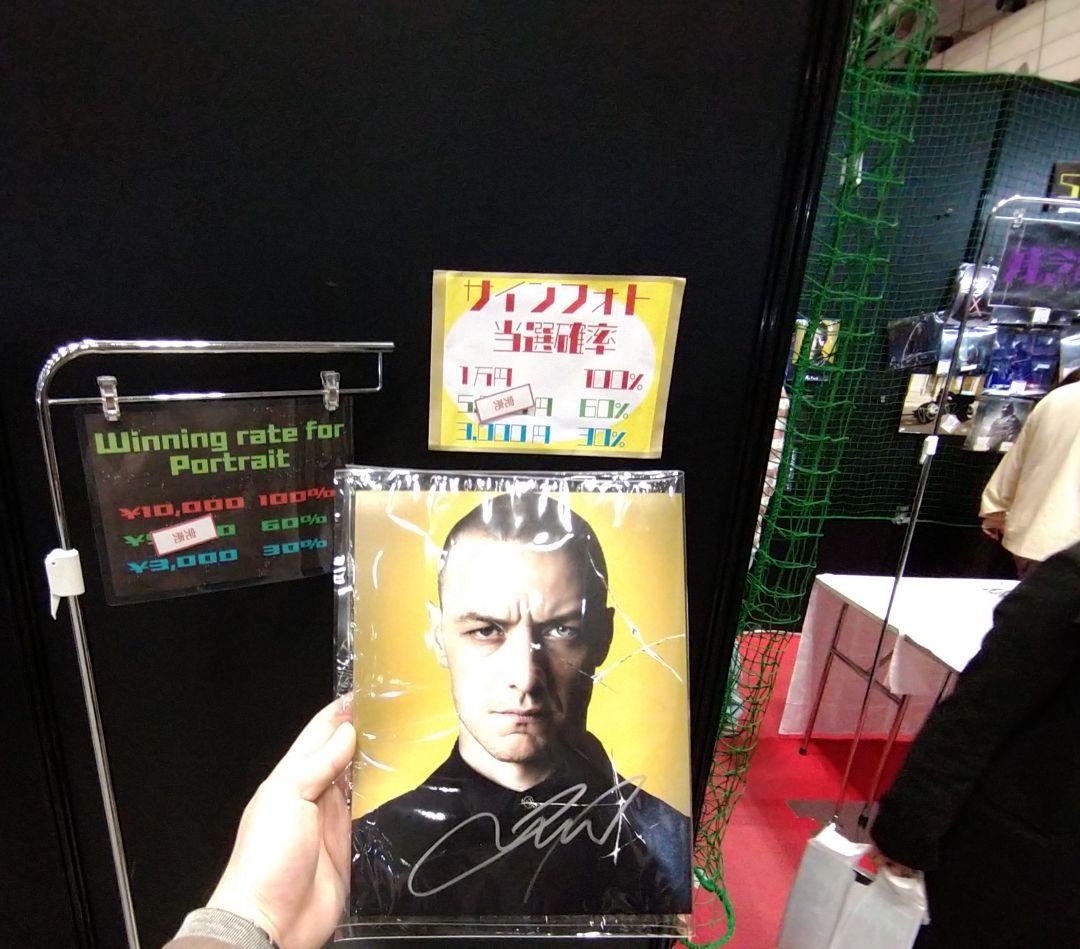 サインフォト
当選確率
1万円 100%
60%
3,000円 30%
Winning rate for
Portrait
¥10,000 100%
60%
¥3,000 30%